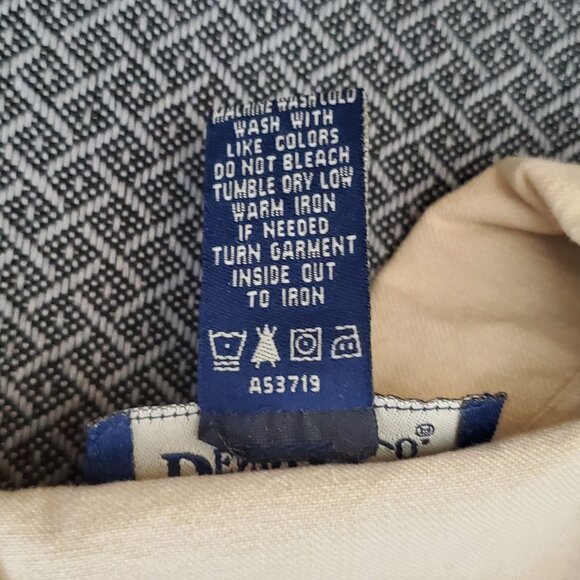 MACHINE WASH COLD
WASH WITH
LIKE COLORS
DO NOT BLEACH
TUMBLE DRY LOW
WARM IRON
IF NEEDED
TURN GARMENT
INSIDE OUT
TO IRON
A53719